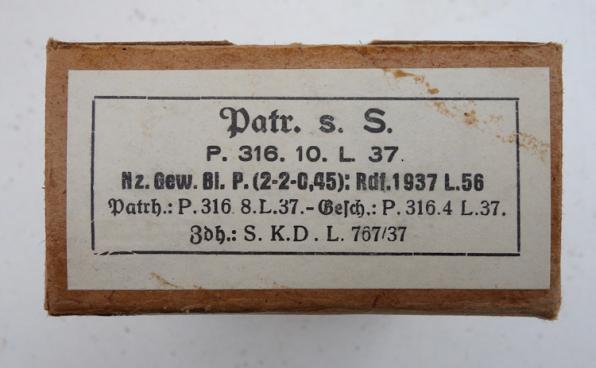 Patr. s. S.
P. 316. 10. L. 37.
Nz. Gew. Bl. P. (2-2-0,45): Rdf. 1937 L.56
Patrh.: P. 316 8. L. 37.- Gesch.: P. 316.4 L.37.
Zdh.: S. K. D. L. 767/37